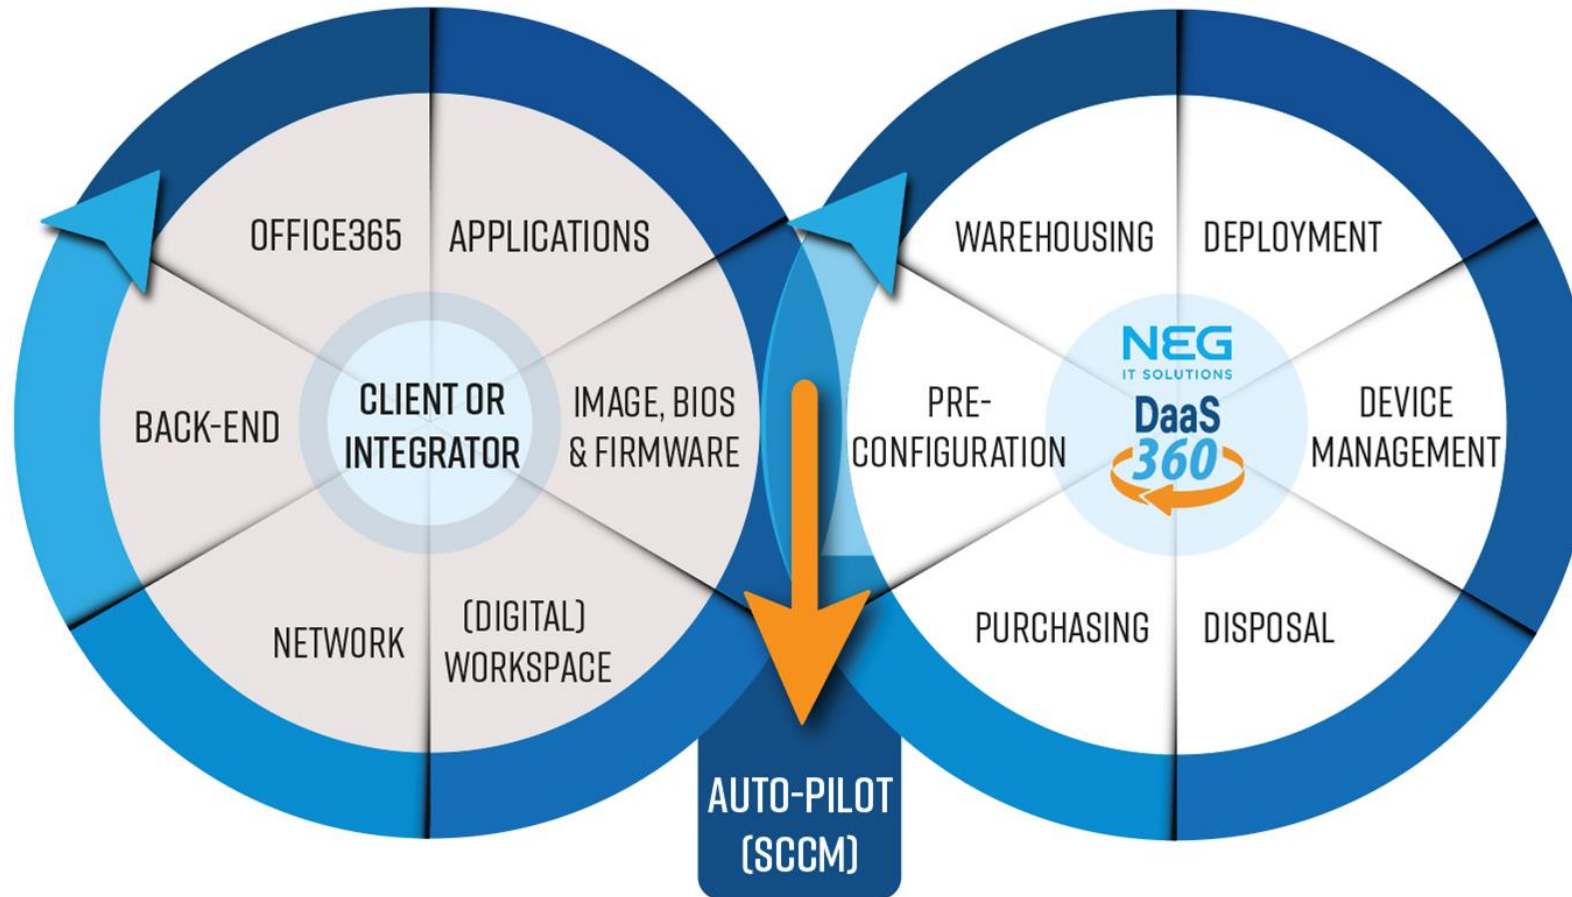 OFFICE365
APPLICATIONS
BACK-END
CLIENT OR
INTEGRATOR
IMAGE, BIOS
& FIRMWARE
NETWORK
(DIGITAL)
WORKSPACE
WAREHOUSING
DEPLOYMENT
PRE-
CONFIGURATION
NEG
IT SOLUTIONS
DaaS
360
DEVICE
MANAGEMENT
PURCHASING
DISPOSAL
AUTO-PILOT
(SCCM)